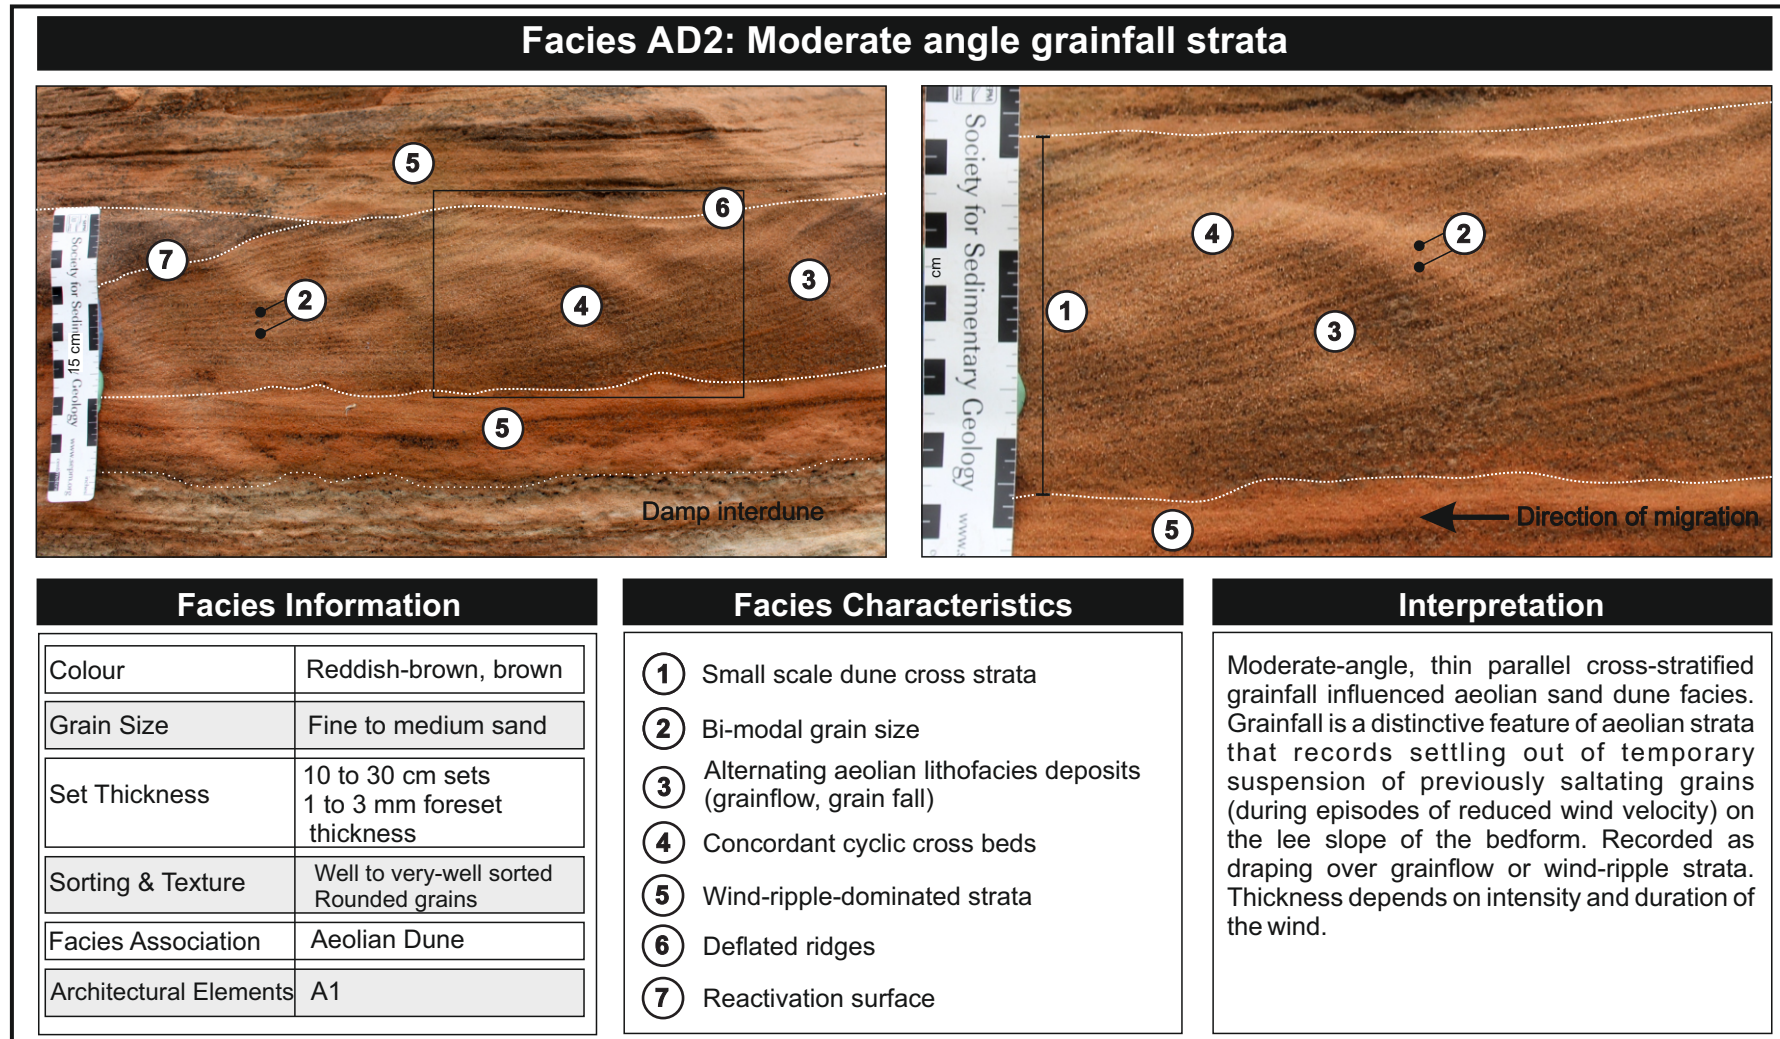 Facies AD2: Moderate angle grainfall strata
5
6
7
2
3
4
5
15 cm
Society for Sedimentary Geology
www.sepm.org
Damp interdune
Society for Sedimentary Geology
cm
4
2
1
3
5
Direction of migration
Facies Information
Colour Reddish-brown, brown
Grain Size Fine to medium sand
Set Thickness 10 to 30 cm sets
1 to 3 mm foreset
thickness
Sorting & Texture Well to very-well sorted
Rounded grains
Facies Association Aeolian Dune
Architectural Elements A1
Facies Characteristics
1 Small scale dune cross strata
2 Bi-modal grain size
3 Alternating aeolian lithofacies deposits
(grainflow, grain fall)
4 Concordant cyclic cross beds
5 Wind-ripple-dominated strata
6 Deflated ridges
7 Reactivation surface
Interpretation
Moderate-angle, thin parallel cross-stratified
grainfall influenced aeolian sand dune facies.
Grainfall is a distinctive feature of aeolian strata
that records settling out of temporary
suspension of previously saltating grains
(during episodes of reduced wind velocity) on
the lee slope of the bedform. Recorded as
draping over grainflow or wind-ripple strata.
Thickness depends on intensity and duration of
the wind.